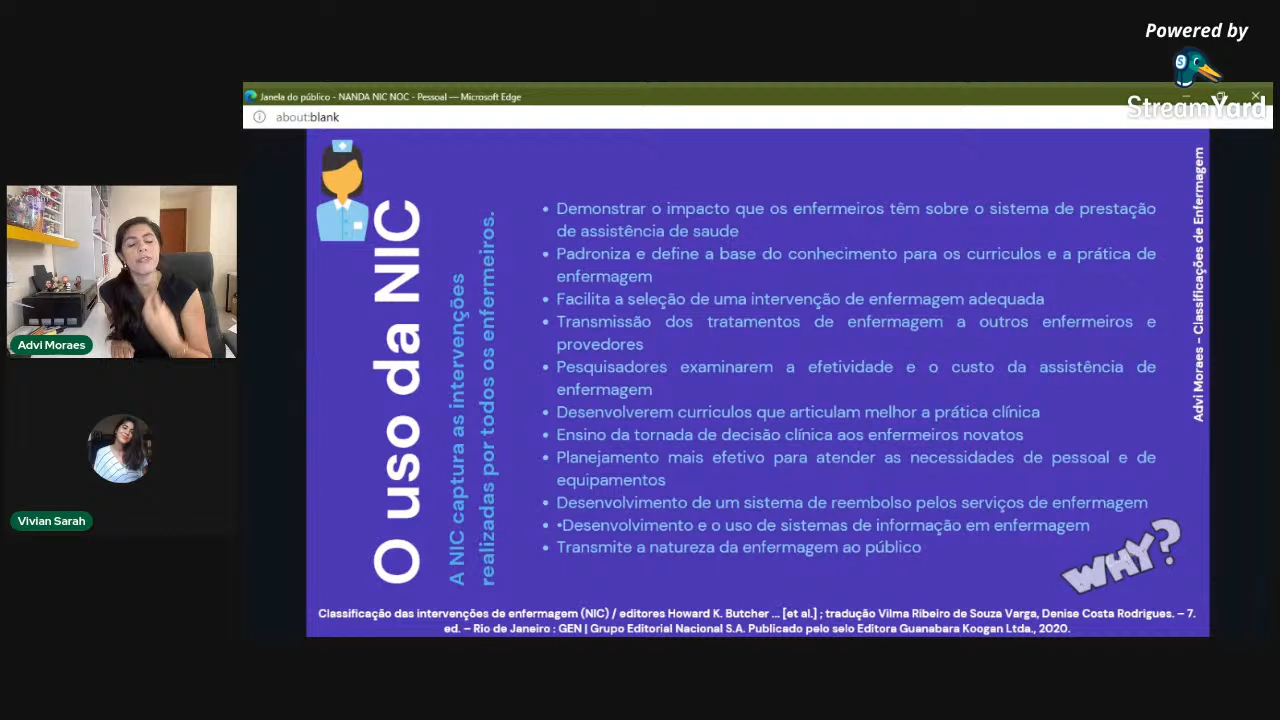 Powered by
StreamYard
Janela do público - NANDA NIC NOC - Pessoal — Microsoft Edge
about:blank
Advi Moraes
Vivian Sarah
O uso da NIC
A NIC captura as intervenções
realizadas por todos os enfermeiros.
• Demonstrar o impacto que os enfermeiros têm sobre o sistema de prestação
de assistência de saude
• Padroniza e define a base do conhecimento para os curriculos e a prática de
enfermagem
• Facilita a seleção de uma intervenção de enfermagem adequada
• Transmissão dos tratamentos de enfermagem a outros enfermeiros e
provedores
• Pesquisadores examinarem a efetividade e o custo da assistência de
enfermagem
• Desenvolverem curriculos que articulam melhor a prática clínica
• Ensino da tornada de decisão clínica aos enfermeiros novatos
• Planejamento mais efetivo para atender as necessidades de pessoal e de
equipamentos
• Desenvolvimento de um sistema de reembolso pelos serviços de enfermagem
• •Desenvolvimento e o uso de sistemas de informação em enfermagem
• Transmite a natureza da enfermagem ao público
WHY?
Advi Moraes - Classificações de Enfermagem
Classificação das intervenções de enfermagem (NIC) / editores Howard K. Butcher ... [et al.] ; tradução Vilma Ribeiro de Souza Varga, Denise Costa Rodrigues. – 7.
ed. – Rio de Janeiro : GEN | Grupo Editorial Nacional S.A. Publicado pelo selo Editora Guanabara Koogan Ltda., 2020.